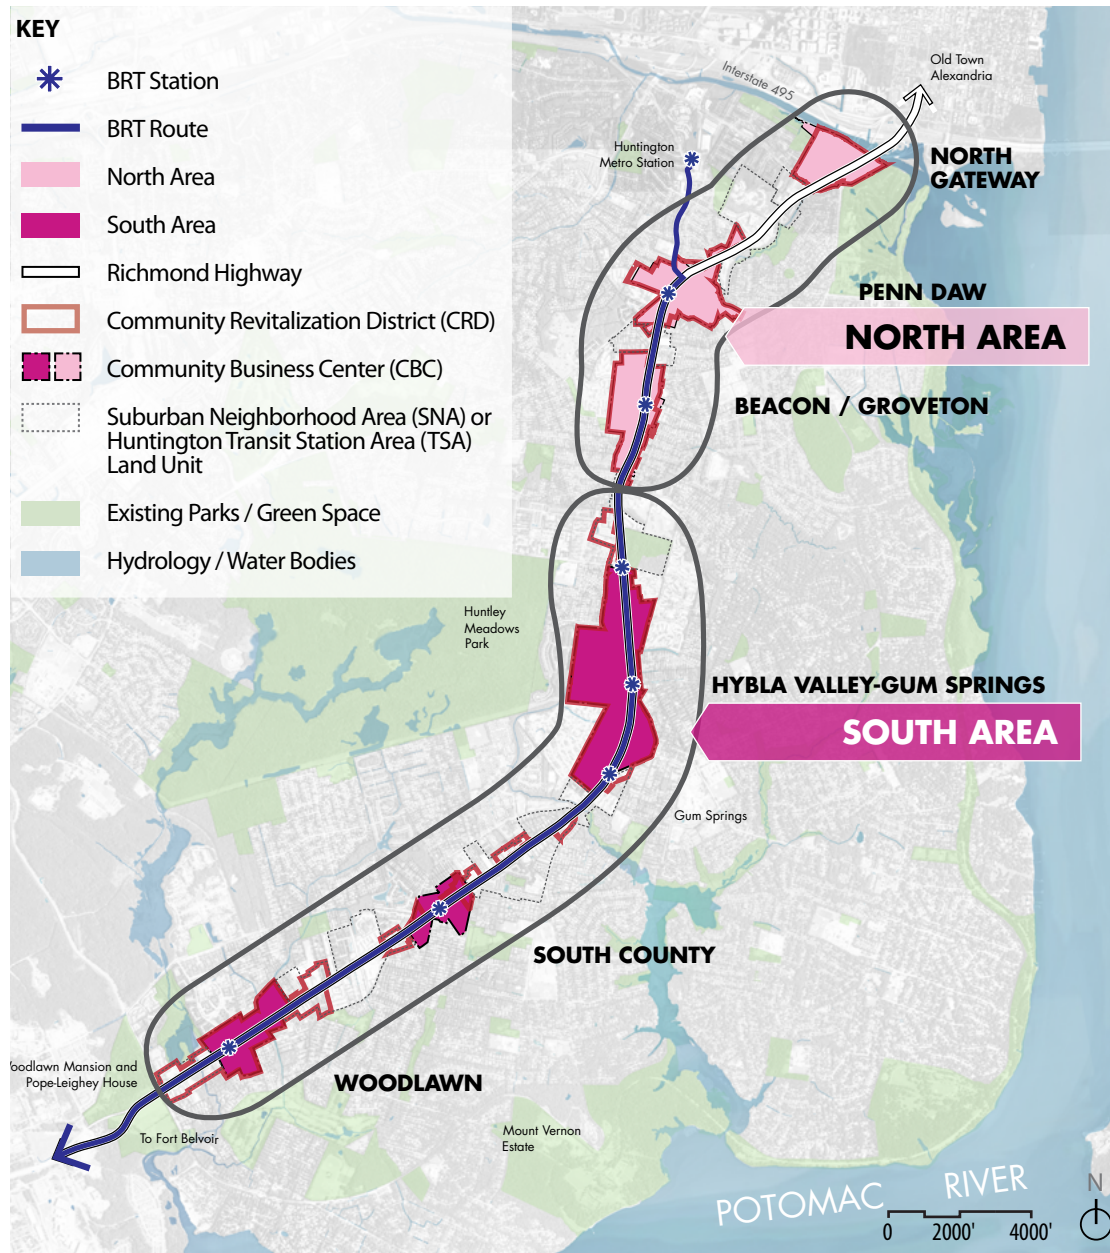 KEY
BRT Station
BRT Route
North Area
South Area
Richmond Highway
Community Revitalization District (CRD)
Community Business Center (CBC)
Suburban Neighborhood Area (SNA) or
Huntington Transit Station Area (TSA)
Land Unit
Existing Parks / Green Space
Hydrology / Water Bodies
Old Town
Alexandria
Interstate 495
Huntington
Metro Station
NORTH
GATEWAY
PENN DAW
NORTH AREA
BEACON / GROVETON
Huntley
Meadows
Park
HYBLA VALLEY-GUM SPRINGS
SOUTH AREA
Gum Springs
SOUTH COUNTY
oodlawn Mansion and
Pope-Leighey House
WOODLAWN
To Fort Belvoir
Mount Vernon
Estate
POTOMAC RIVER
N
0 2000' 4000'